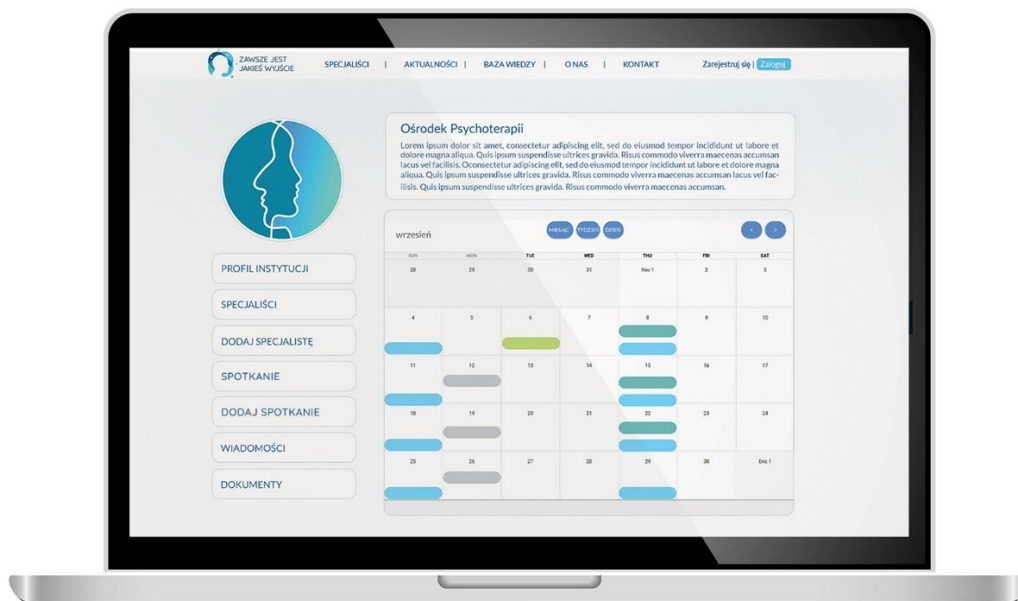 ZAWSZE JEST
JAKIEŚ WYJŚCIE
SPECJALIŚCI | AKTUALNOŚCI | BAZA WIEDZY | O NAS | KONTAKT
Zarejestruj się | Zaloguj
Ośrodek Psychoterapii
Lorem ipsum dolor sit amet, consectetur adipiscing elit, sed do eiusmod tempor incididunt ut labore et
dolore magna aliqua. Quis ipsum suspendisse ultrices gravida. Risus commodo viverra maecenas accumsan
lacus vel facilisis. Oconsectetur adipiscing elit, sed do eiusmod tempor incididunt ut labore et dolore magna
aliqua. Quis ipsum suspendisse ultrices gravida. Risus commodo viverra maecenas accumsan lacus vel fac-
ilisis. Quis ipsum suspendisse ultrices gravida. Risus commodo viverra maecenas accumsan.
PROFIL INSTYTUCJI
SPECJALIŚCI
DODAJ SPECJALISTĘ
SPOTKANIE
DODAJ SPOTKANIE
WIADOMOŚCI
DOKUMENTY
wrzesień
MIESIĄC TYDZIEŃ DZIEŃ
< >
SUN MON TUE WED THU FRI SAT
28 29 30 31 Nov 1 2 3
4 5 6 7 8 9 10
11 12 13 14 15 16 17
18 19 20 21 22 23 24
25 26 27 28 29 30 Dec 1